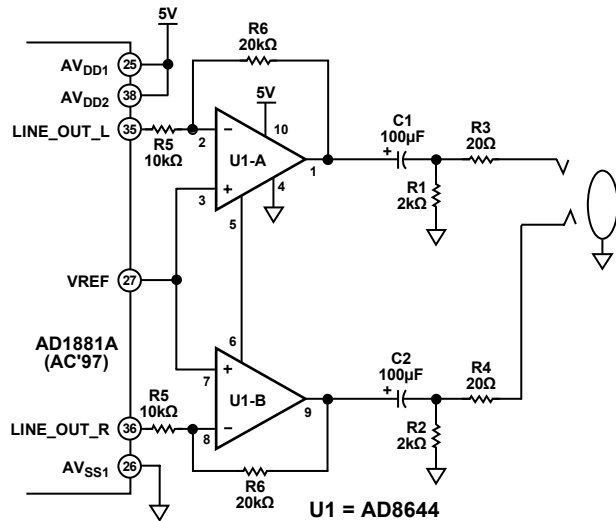 5V
R6
20kΩ
25
AVDD1
38
AVDD2
5V
10
LINE_OUT_L
35
R5
10kΩ
2
−
U1-A
+
3
4
1
5
C1
100µF
+
R3
20Ω
R1
2kΩ
VREF
27
AD1881A
(AC'97)
6
7
+
U1-B
−
8
9
C2
100µF
+
R4
20Ω
R5
10kΩ
LINE_OUT_R
36
R2
2kΩ
R6
20kΩ
AVSS1
26
U1 = AD8644